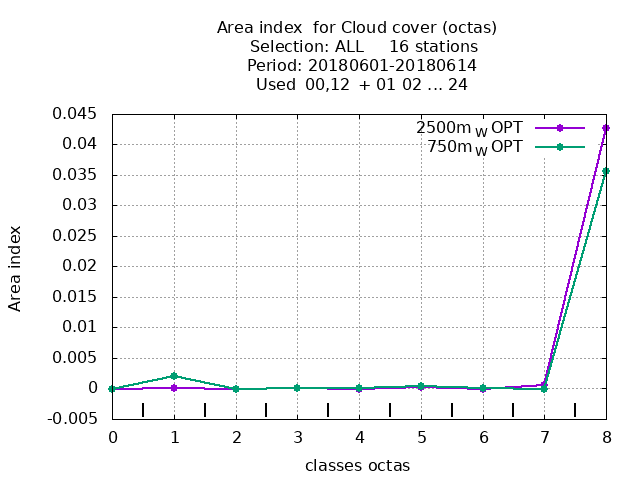 Area index for Cloud cover (octas)
Selection: ALL 16 stations
Period: 20180601-20180614
Used 00,12 + 01 02 ... 24
2500m W OPT
750m W OPT
0.045
0.04
0.035
0.03
0.025
0.02
0.015
0.01
0.005
0
-0.005
Area index
0 1 2 3 4 5 6 7 8
classes octas